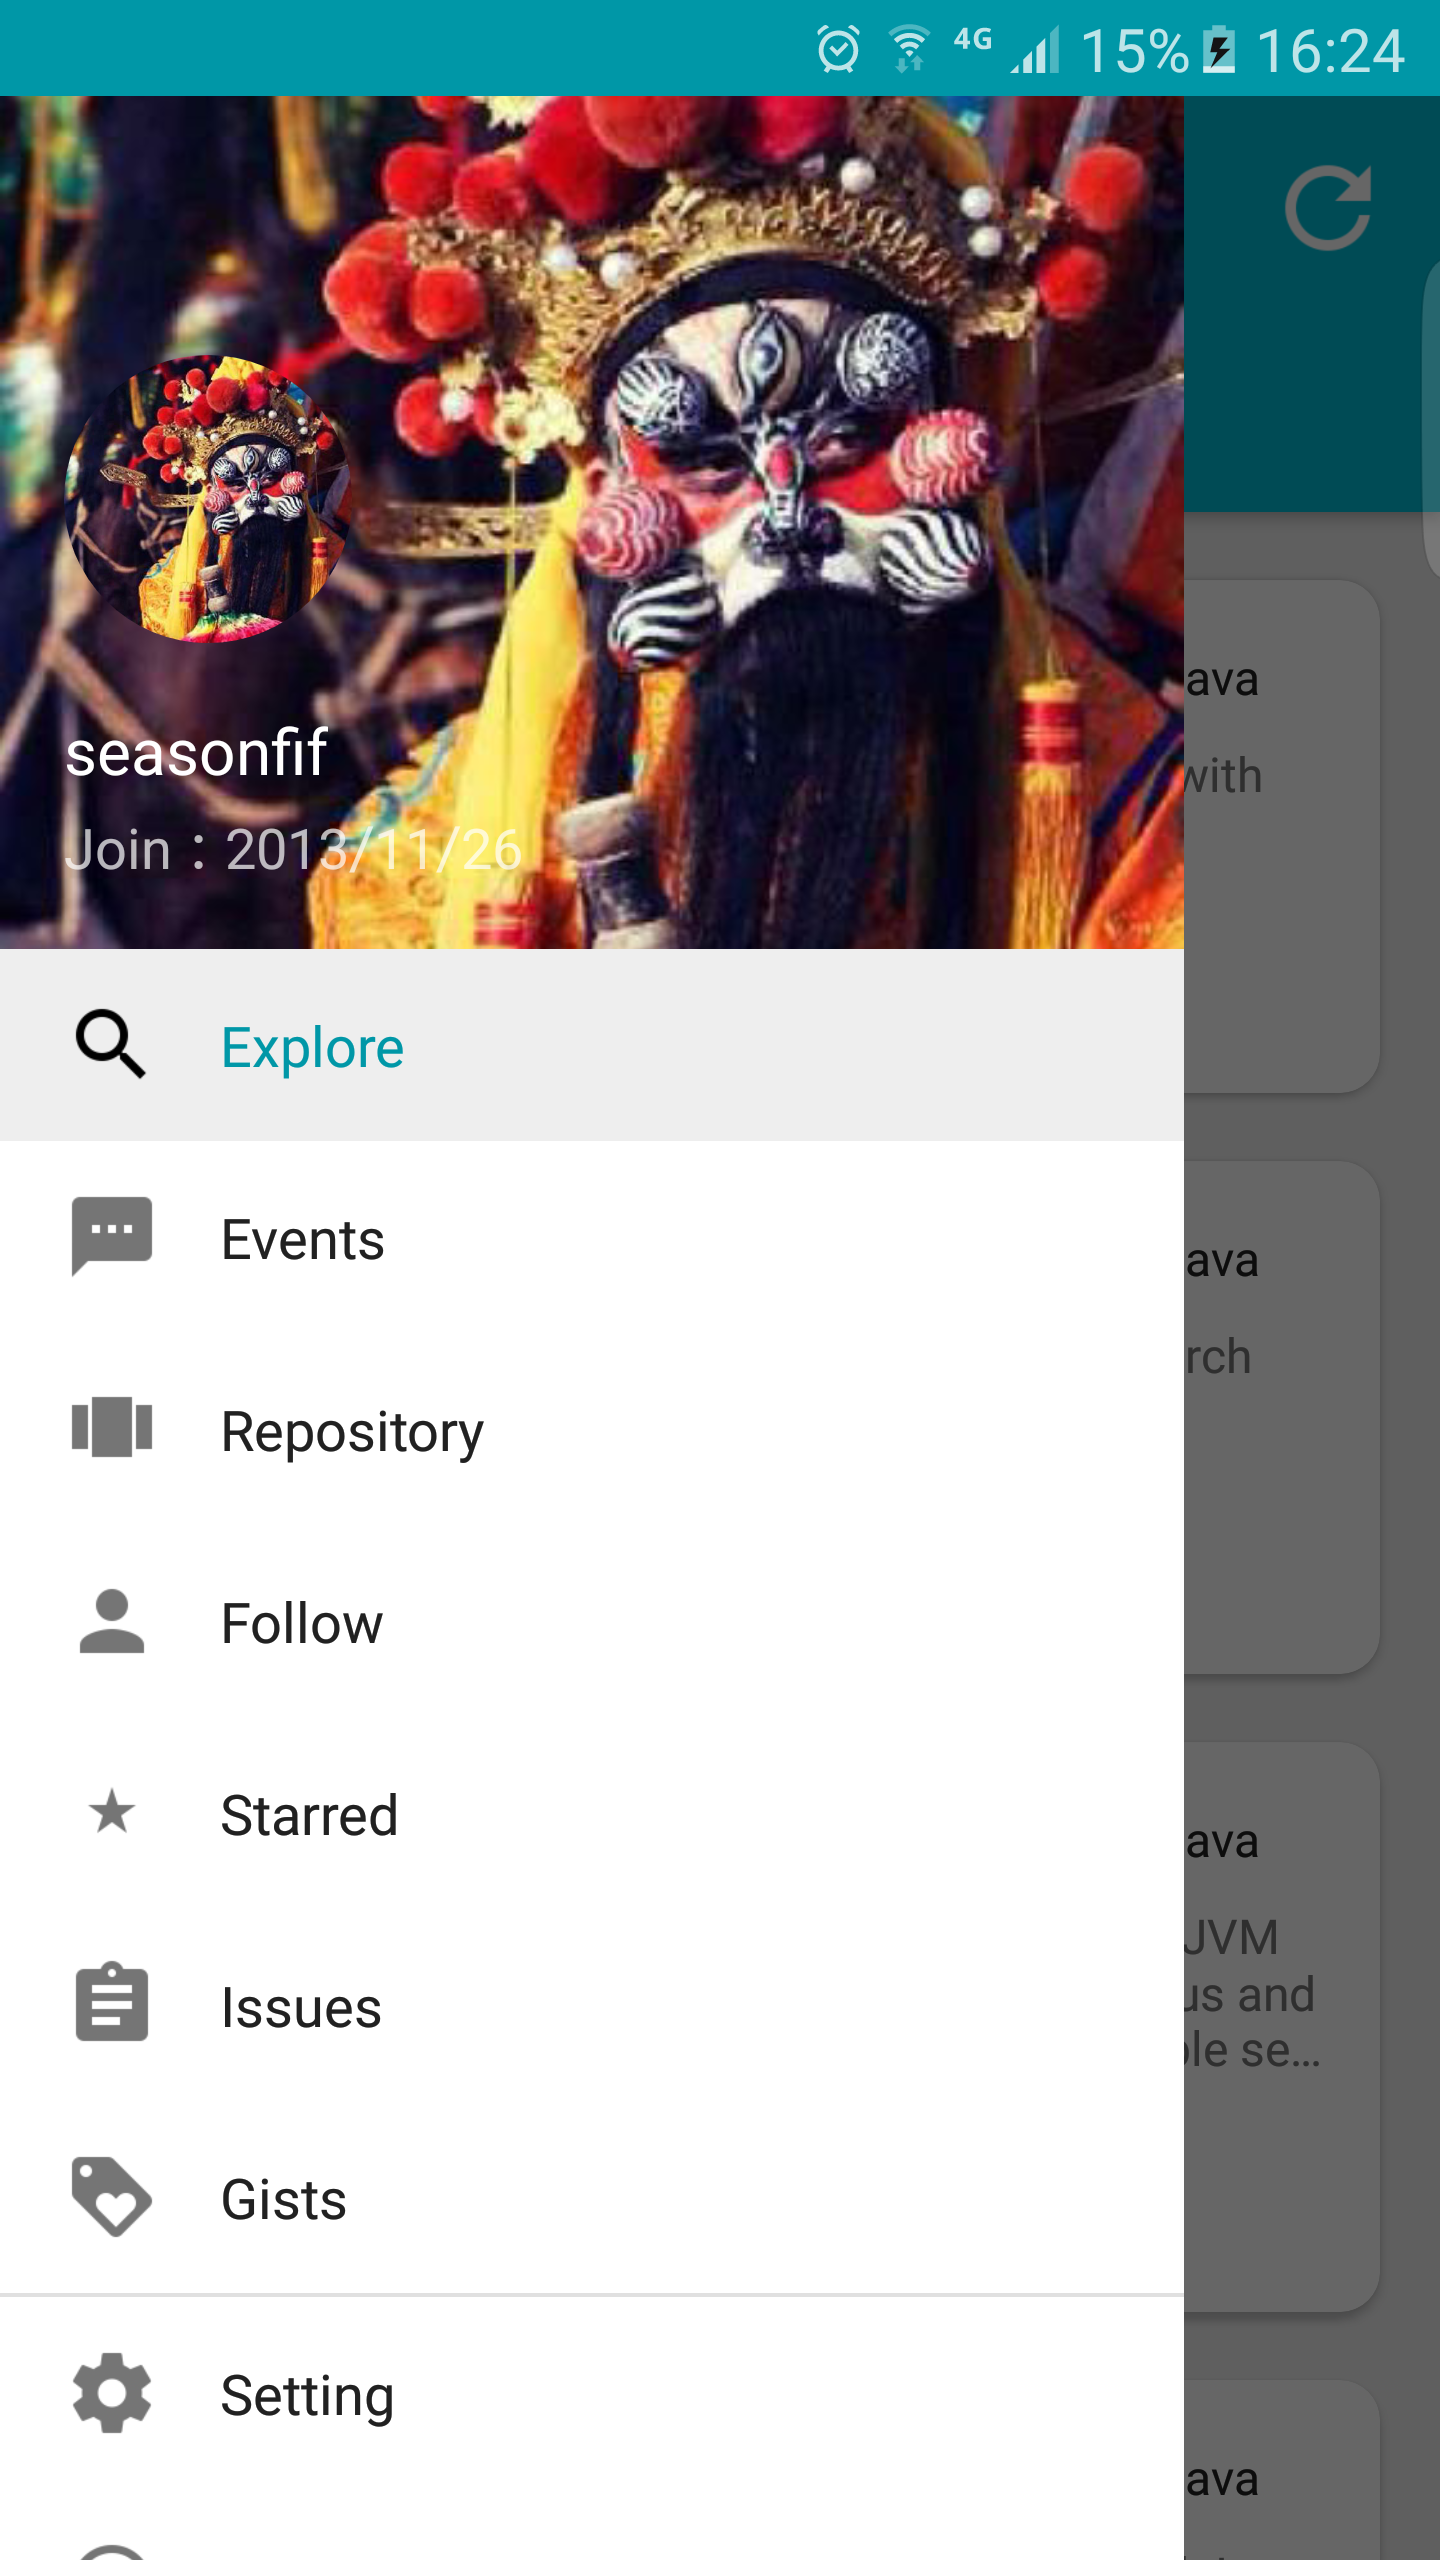 4G 15% 16:24
seasonfif
Join：2013/11/26
Explore
Events
Repository
Follow
Starred
Issues
Gists
Setting
ava
with
ava
rch
ava
JVM
us and
ble se...
ava